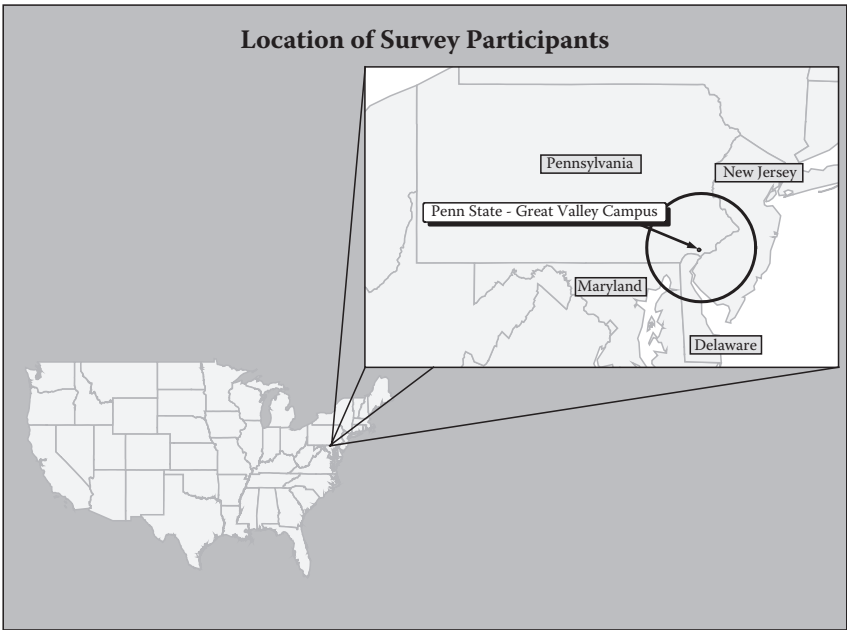 Location of Survey Participants
Pennsylvania
New Jersey
Penn State - Great Valley Campus
Maryland
Delaware